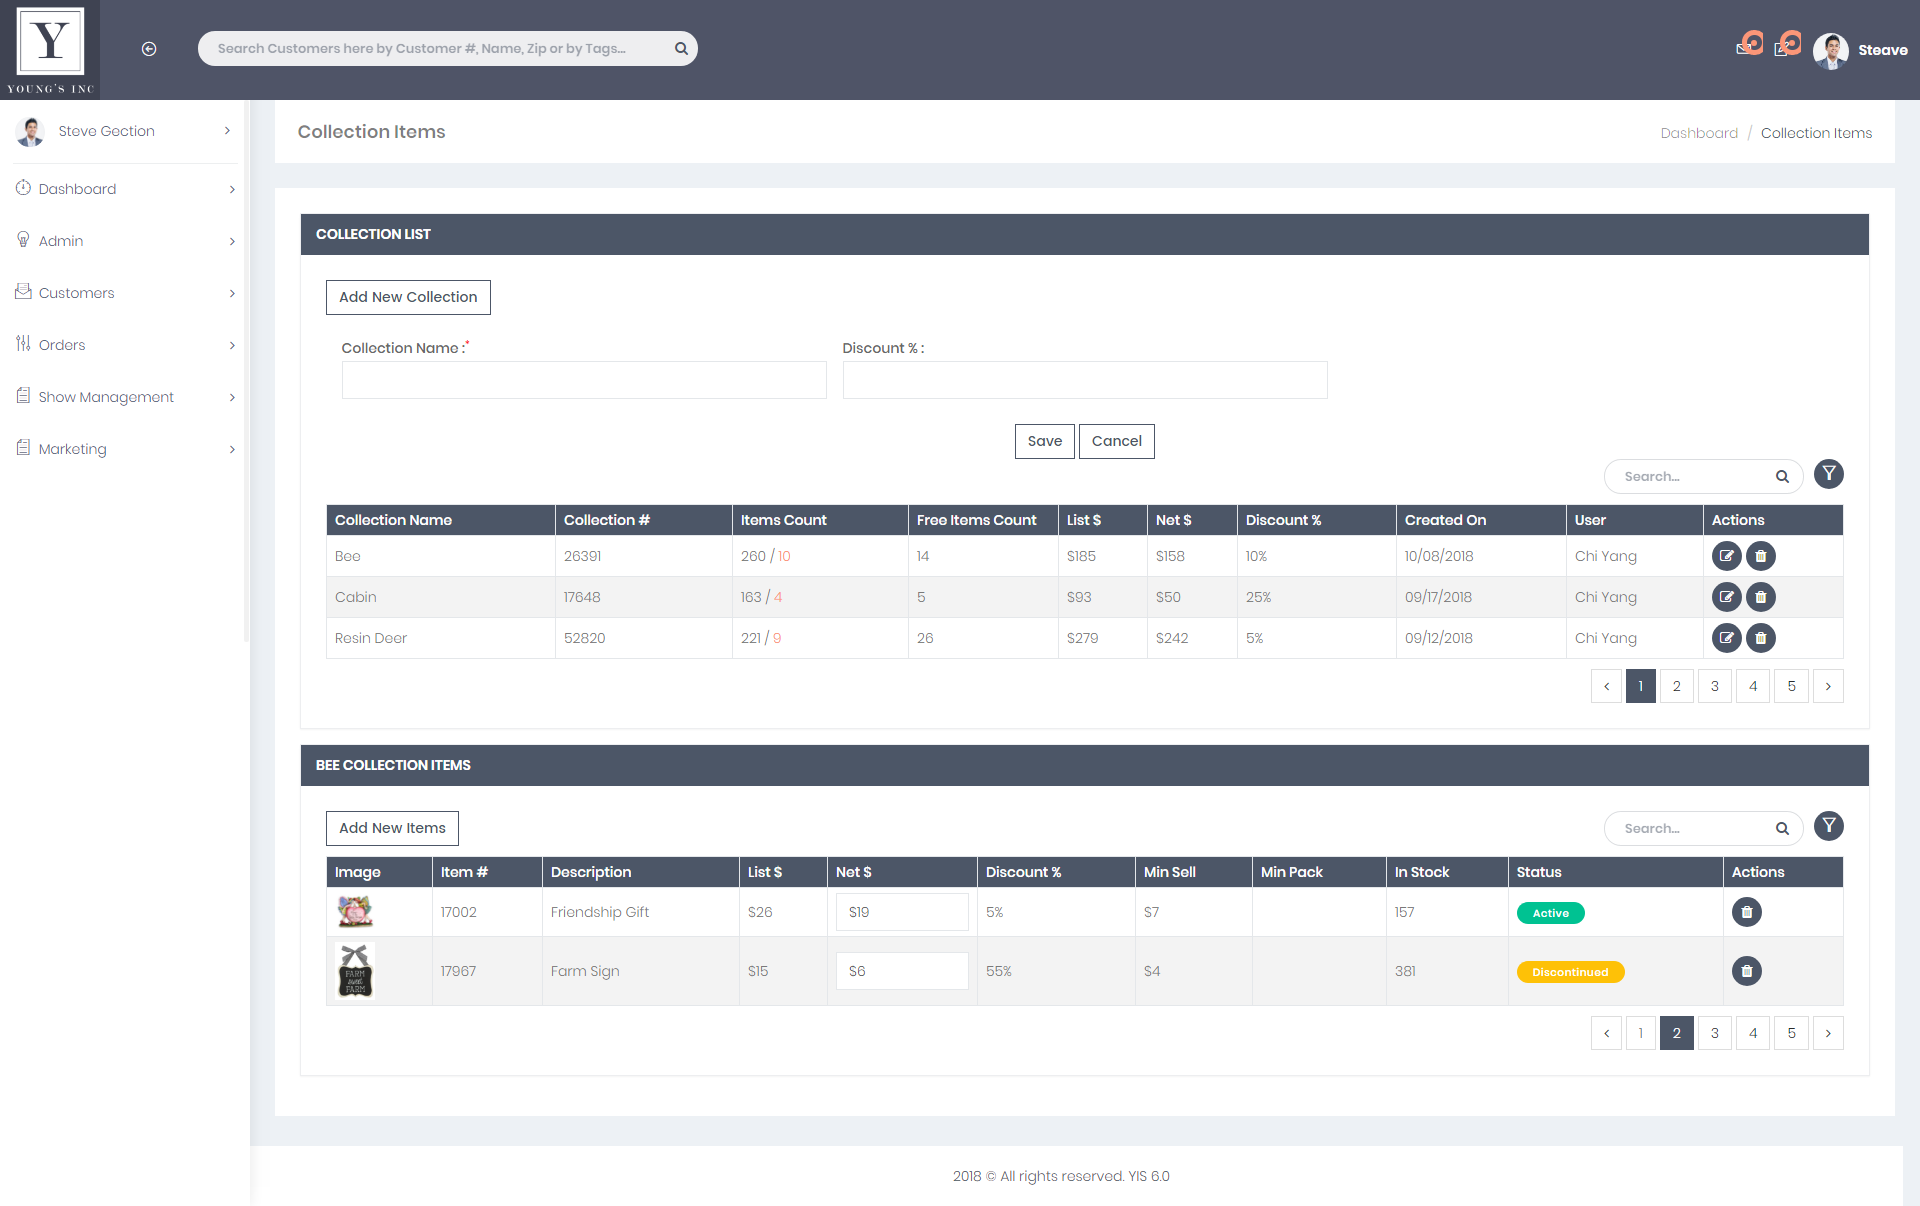 Y
YOUNG'S INC
Search Customers here by Customer #, Name, Zip or by Tags...
Steave
Steve Gection
Dashboard
Admin
Customers
Orders
Show Management
Marketing
Collection Items
Dashboard / Collection Items
COLLECTION LIST
Add New Collection
Collection Name :* Discount % :
Save Cancel
Search...
Collection Name Collection # Items Count Free Items Count List $ Net $ Discount % Created On User Actions
Bee 26391 260 / 10 14 $185 $158 10% 10/08/2018 Chi Yang
Cabin 17648 163 / 4 5 $93 $50 25% 09/17/2018 Chi Yang
Resin Deer 52820 221 / 9 26 $279 $242 5% 09/12/2018 Chi Yang
< 1 2 3 4 5 >
BEE COLLECTION ITEMS
Add New Items Search...
Image Item # Description List $ Net $ Discount % Min Sell Min Pack In Stock Status Actions
17002 Friendship Gift $26 $19 5% $7 157 Active
FARM
sweet
FARM
17967 Farm Sign $15 $6 55% $4 381 Discontinued
< 1 2 3 4 5 >
2018 © All rights reserved. YIS 6.0